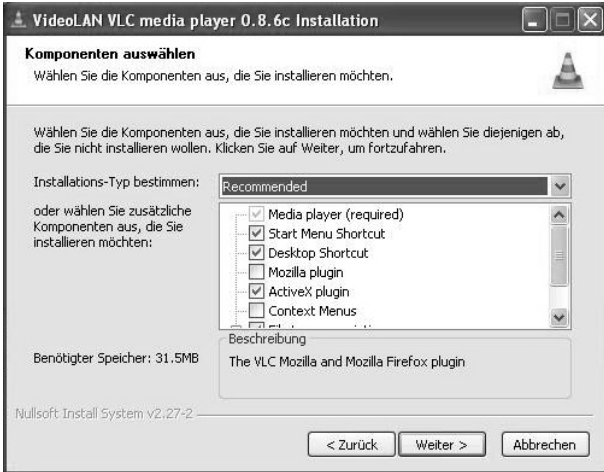 VideoLAN VLC media player 0.8.6c Installation
Komponenten auswählen
Wählen Sie die Komponenten aus, die Sie installieren möchten.
Wählen Sie die Komponenten aus, die Sie installieren möchten und wählen Sie diejenigen ab,
die Sie nicht installieren wollen. Klicken Sie auf Weiter, um fortzufahren.
Installations-Typ bestimmen:
Recommended
oder wählen Sie zusätzliche
Komponenten aus, die Sie
installieren möchten:
Media player (required)
Start Menu Shortcut
Desktop Shortcut
Mozilla plugin
ActiveX plugin
Context Menus
Benötigter Speicher: 31.5MB
Beschreibung
The VLC Mozilla and Mozilla Firefox plugin
Nullsoft Install System v2.27-2
< Zurück
Weiter >
Abbrechen